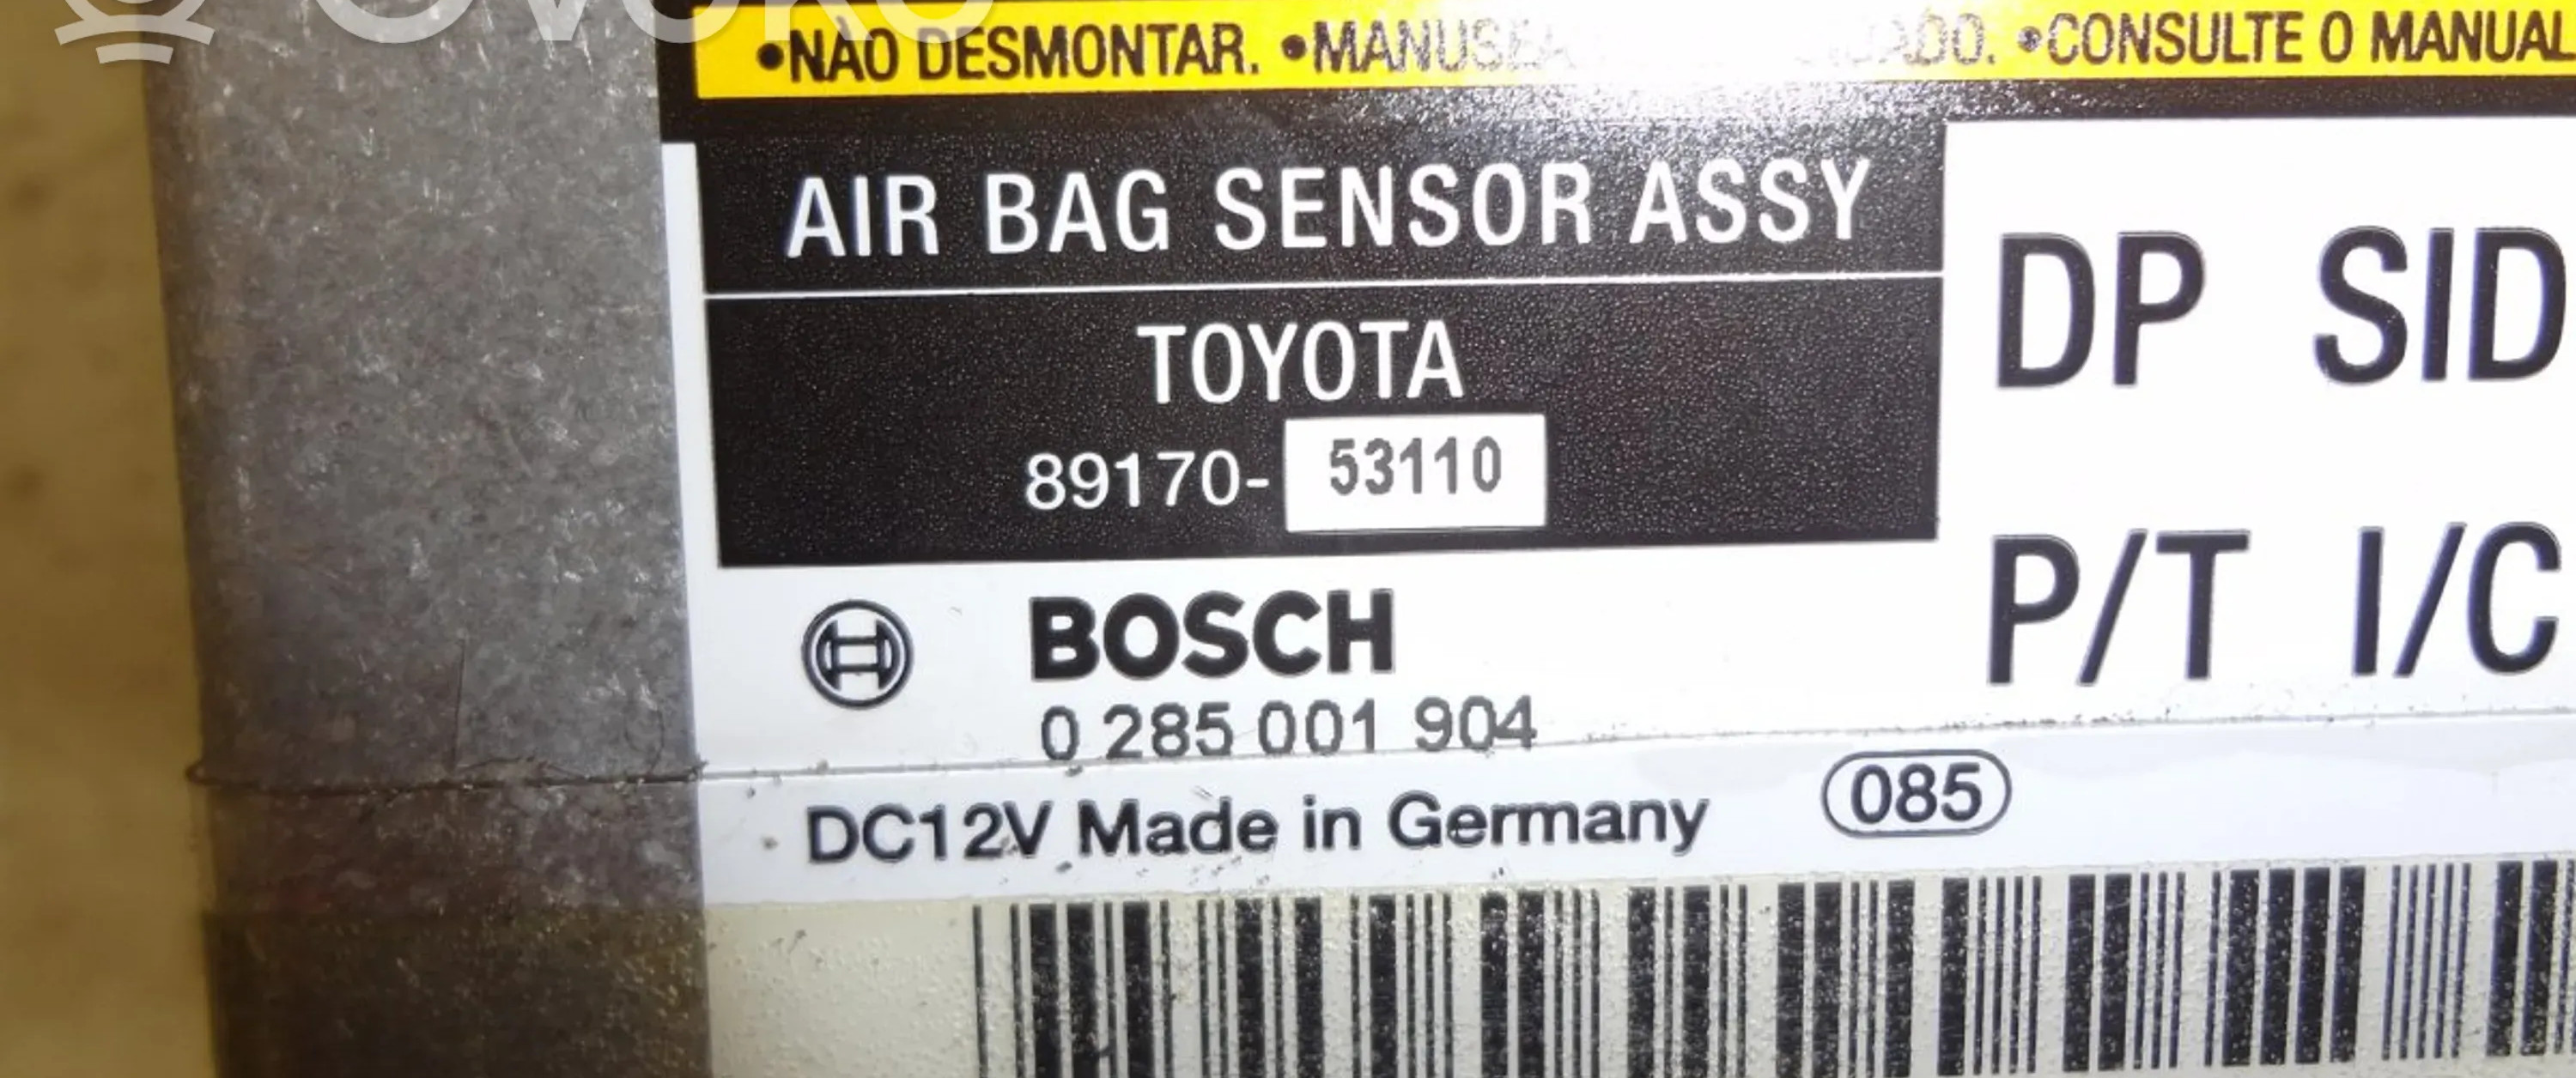 •NÃO DESMONTAR. •CONSULTE O MANUAL
AIR BAG SENSOR ASSY
TOYOTA
89170-53110
DP SID
P/T I/C
BOSCH
0 285 001 904
DC12V Made in Germany 085